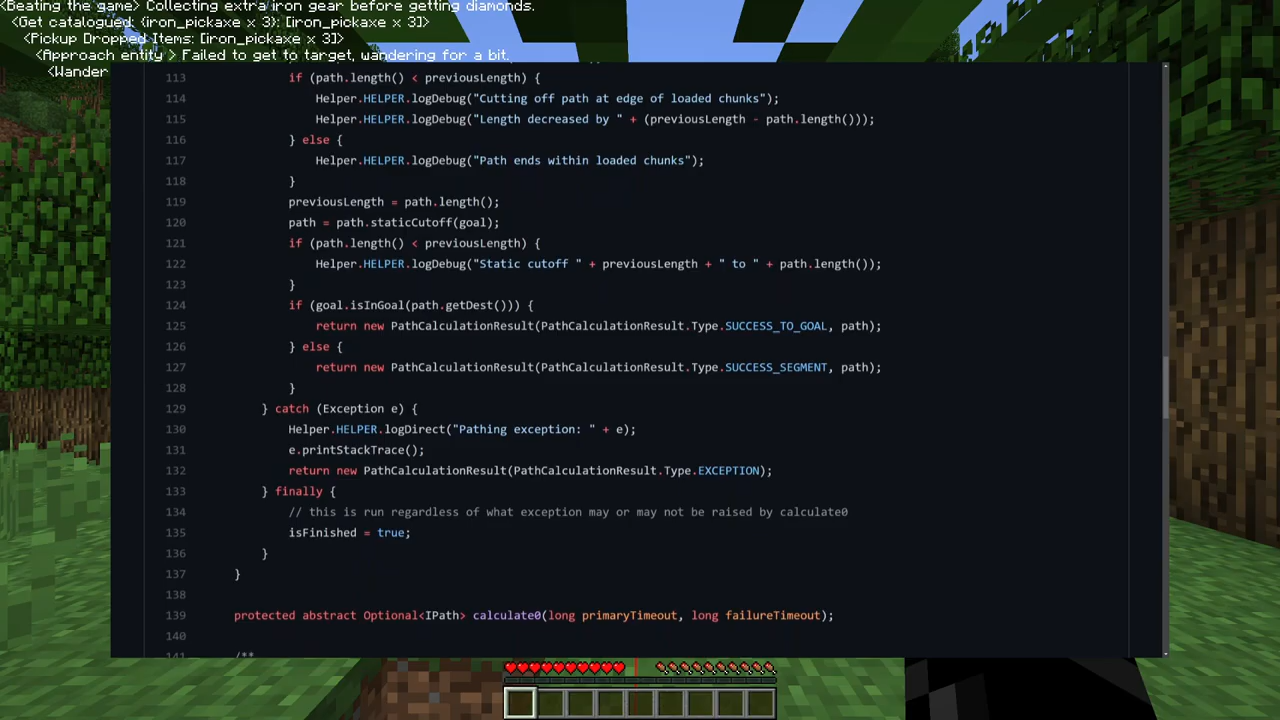 <Beating the game> Collecting extra iron gear before getting diamonds.
<Get catalogued: {iron_pickaxe x 3}: [iron_pickaxe x 3]>
<Pickup Dropped Items: [iron_pickaxe x 3]>
<Approach entity > Failed to get to target, wandering for a bit.
<Wander
113 if (path.length() < previousLength) {
114 Helper.HELPER.logDebug("Cutting off path at edge of loaded chunks");
115 Helper.HELPER.logDebug("Length decreased by " + (previousLength - path.length()));
116 } else {
117 Helper.HELPER.logDebug("Path ends within loaded chunks");
118 }
119 previousLength = path.length();
120 path = path.staticCutoff(goal);
121 if (path.length() < previousLength) {
122 Helper.HELPER.logDebug("Static cutoff " + previousLength + " to " + path.length());
123 }
124 if (goal.isInGoal(path.getDest())) {
125 return new PathCalculationResult(PathCalculationResult.Type.SUCCESS_TO_GOAL, path);
126 } else {
127 return new PathCalculationResult(PathCalculationResult.Type.SUCCESS_SEGMENT, path);
128 }
129 } catch (Exception e) {
130 Helper.HELPER.logDirect("Pathing exception: " + e);
131 e.printStackTrace();
132 return new PathCalculationResult(PathCalculationResult.Type.EXCEPTION);
133 } finally {
134 // this is run regardless of what exception may or may not be raised by calculate0
135 isFinished = true;
136 }
137 }
138
139 protected abstract Optional<IPath> calculate0(long primaryTimeout, long failureTimeout);
140
141 /**